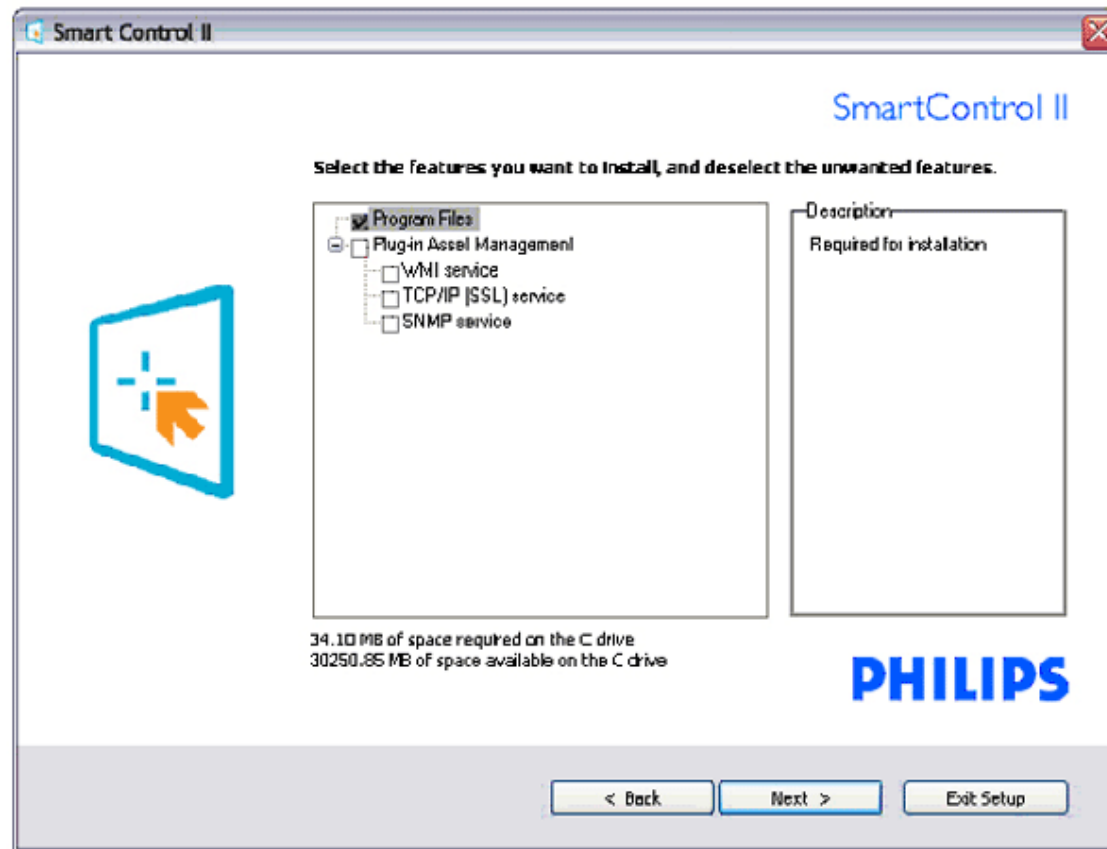 Smart Control II
SmartControl II
Select the features you want to install, and deselect the unwanted features.
Program Files
Plug-in Asset Management
WMI service
TCP/IP (SSL) service
SNMP service
Description
Required for installation
34.10 MB of space required on the C drive
30250.85 MB of space available on the C drive
PHILIPS
< Back
Next >
Exit Setup